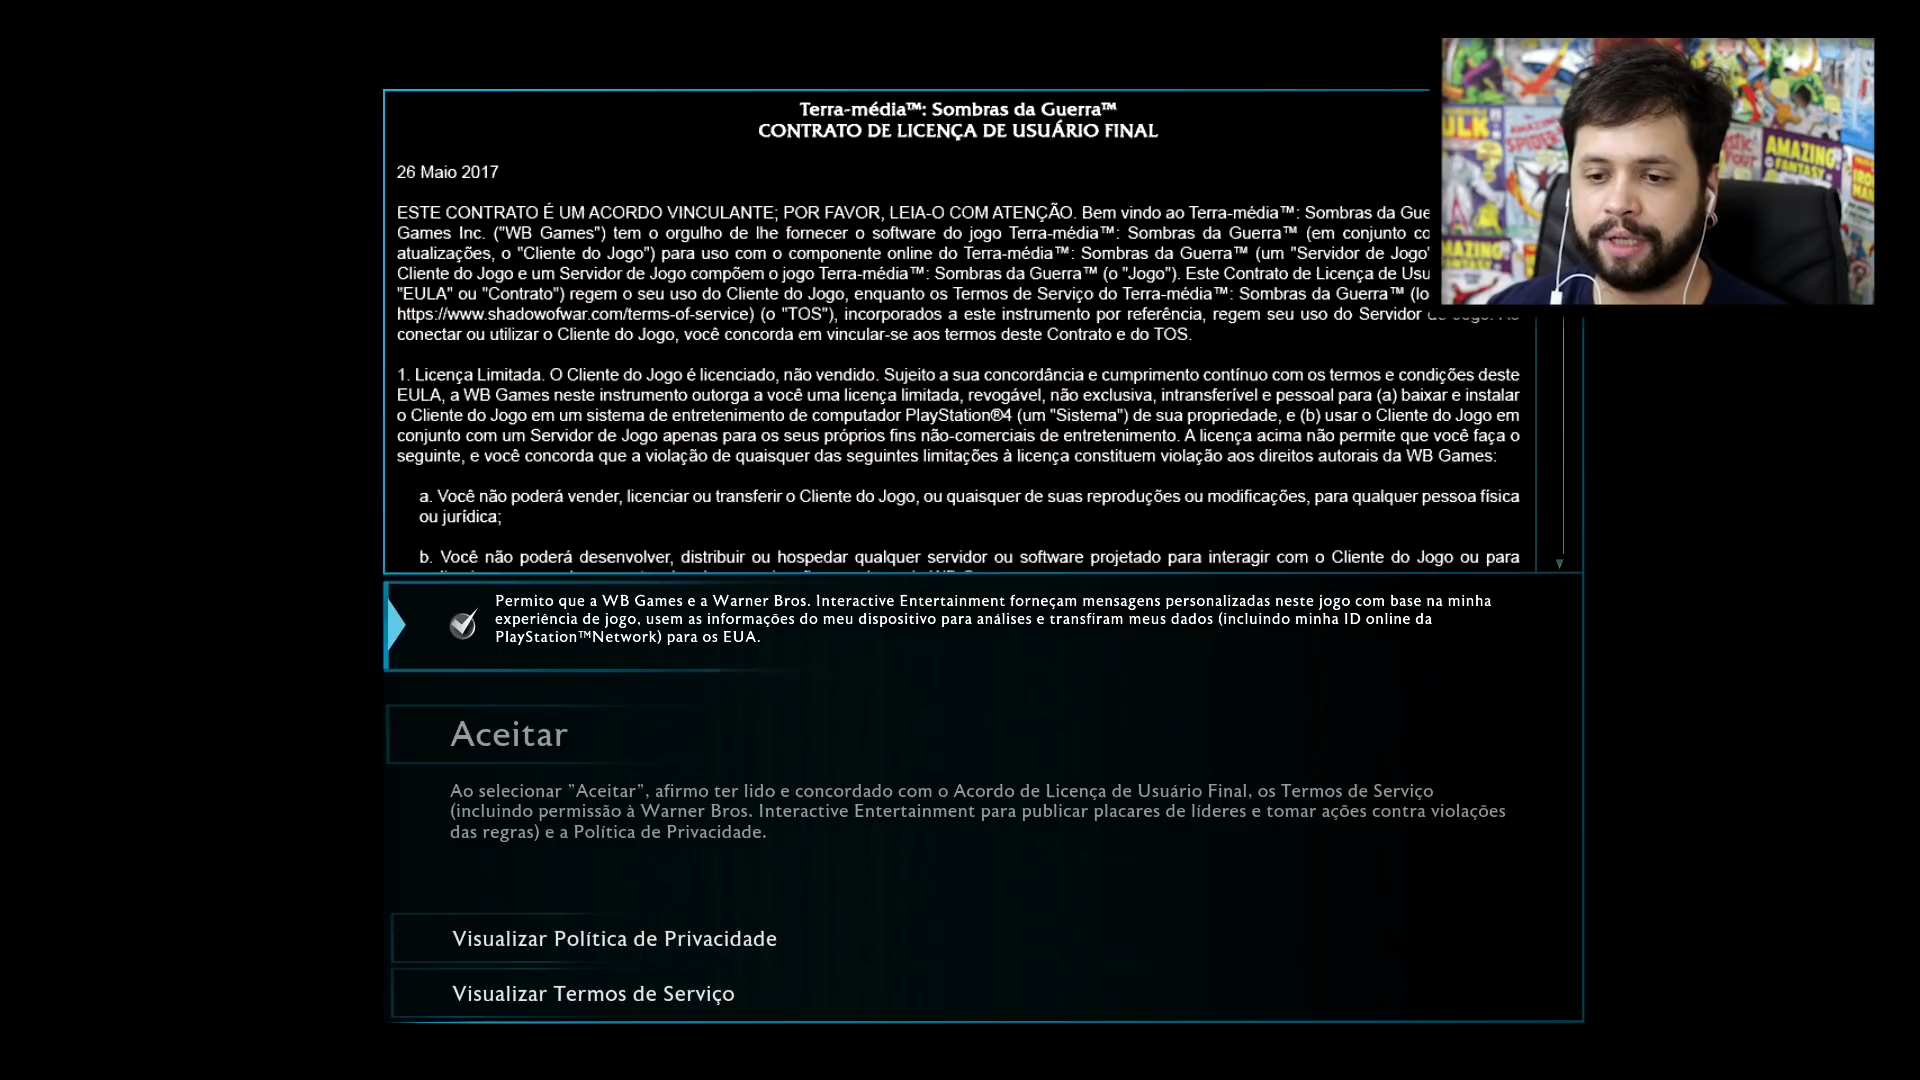 Terra-média™: Sombras da Guerra™
CONTRATO DE LICENÇA DE USUÁRIO FINAL
26 Maio 2017
ESTE CONTRATO É UM ACORDO VINCULANTE; POR FAVOR, LEIA-O COM ATENÇÃO. Bem vindo ao Terra-média™: Sombras da Gue
Games Inc. ("WB Games") tem o orgulho de lhe fornecer o software do jogo Terra-média™: Sombras da Guerra™ (em conjunto co
atualizações, o "Cliente do Jogo") para uso com o componente online do Terra-média™: Sombras da Guerra™ (um "Servidor de Jogo"
Cliente do Jogo e um Servidor de Jogo compõem o jogo Terra-média™: Sombras da Guerra™ (o "Jogo"). Este Contrato de Licença de Usu
"EULA" ou "Contrato") regem o seu uso do Cliente do Jogo, enquanto os Termos de Serviço do Terra-média™: Sombras da Guerra™ (lo
https://www.shadowofwar.com/terms-of-service) (o "TOS"), incorporados a este instrumento por referência, regem seu uso do Servidor
conectar ou utilizar o Cliente do Jogo, você concorda em vincular-se aos termos deste Contrato e do TOS.
1. Licença Limitada. O Cliente do Jogo é licenciado, não vendido. Sujeito a sua concordância e cumprimento contínuo com os termos e condições deste
EULA, a WB Games neste instrumento outorga a você uma licença limitada, revogável, não exclusiva, intransferível e pessoal para (a) baixar e instalar
o Cliente do Jogo em um sistema de entretenimento de computador PlayStation®4 (um "Sistema") de sua propriedade, e (b) usar o Cliente do Jogo em
conjunto com um Servidor de Jogo apenas para os seus próprios fins não-comerciais de entretenimento. A licença acima não permite que você faça o
seguinte, e você concorda que a violação de quaisquer das seguintes limitações à licença constituem violação aos direitos autorais da WB Games:
a. Você não poderá vender, licenciar ou transferir o Cliente do Jogo, ou quaisquer de suas reproduções ou modificações, para qualquer pessoa física
ou jurídica;
b. Você não poderá desenvolver, distribuir ou hospedar qualquer servidor ou software projetado para interagir com o Cliente do Jogo ou para
Permito que a WB Games e a Warner Bros. Interactive Entertainment forneçam mensagens personalizadas neste jogo com base na minha
experiência de jogo, usem as informações do meu dispositivo para análises e transfiram meus dados (incluindo minha ID online da
PlayStation™Network) para os EUA.
Aceitar
Ao selecionar "Aceitar", afirmo ter lido e concordado com o Acordo de Licença de Usuário Final, os Termos de Serviço
(incluindo permissão à Warner Bros. Interactive Entertainment para publicar placares de líderes e tomar ações contra violações
das regras) e a Política de Privacidade.
Visualizar Política de Privacidade
Visualizar Termos de Serviço
ULK
AMAZING
SPIDER
AMAZING
FANTASY
AMAZING